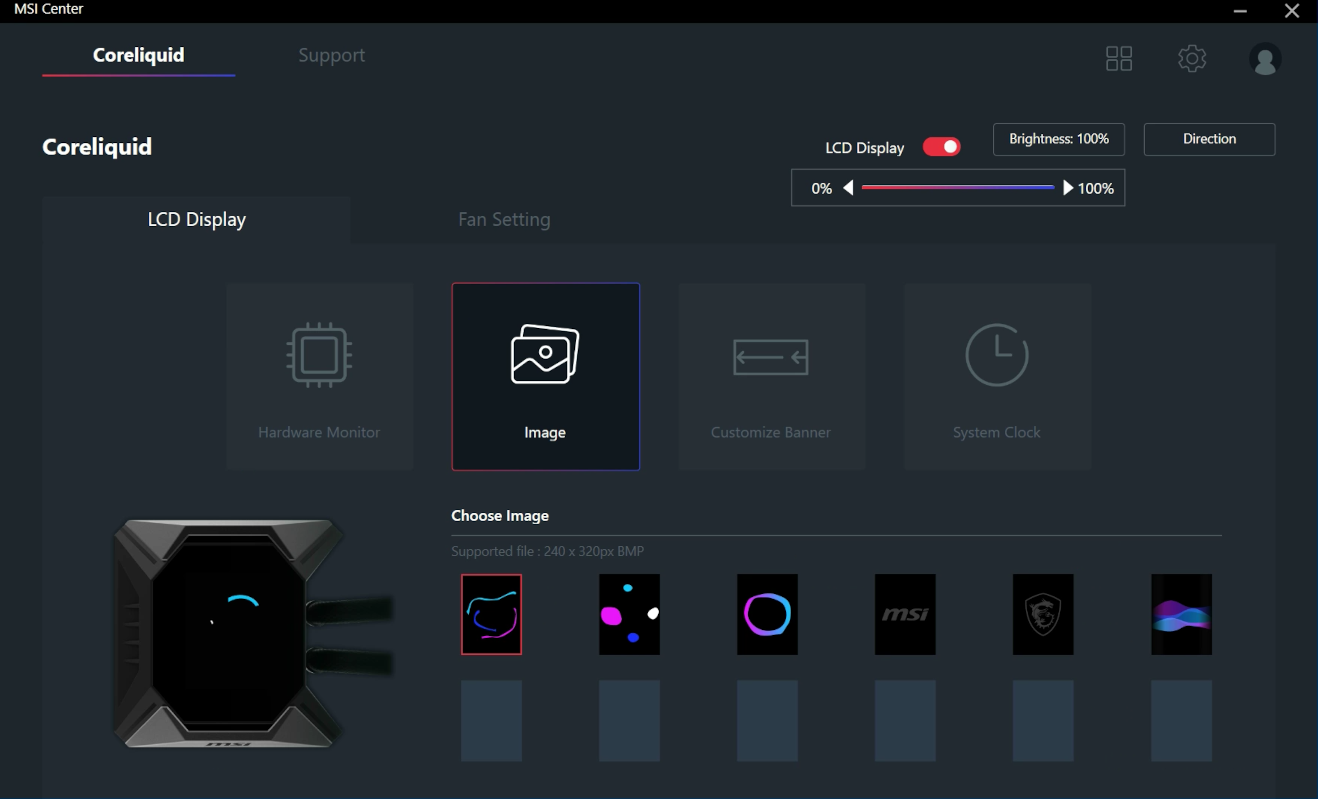 MSI Center
Coreliquid
Support
Coreliquid
LCD Display
Brightness: 100%
Direction
0%
100%
LCD Display
Fan Setting
Hardware Monitor
Image
Customize Banner
System Clock
Choose Image
Supported file : 240 x 320px BMP
msi
msi